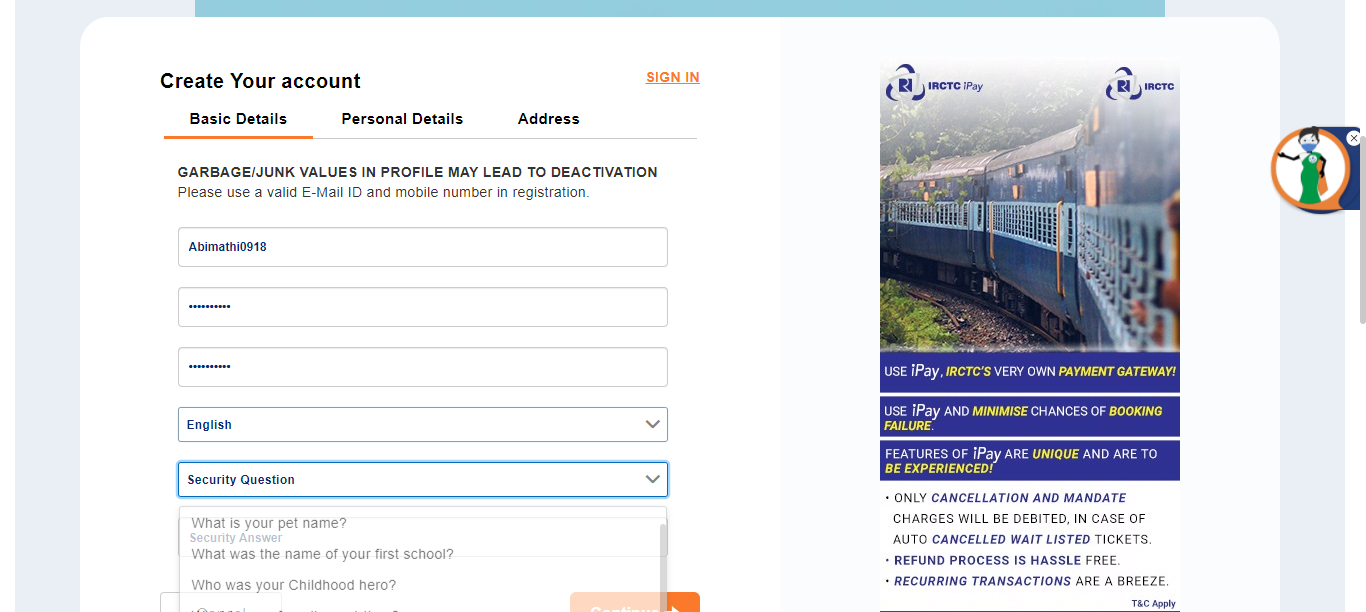 Create Your account
SIGN IN
Basic Details
Personal Details
Address
GARBAGE/JUNK VALUES IN PROFILE MAY LEAD TO DEACTIVATION
Please use a valid E-Mail ID and mobile number in registration.
Abimathi0918
••••••••••
••••••••••
English
Security Question
What is your pet name?
Security Answer
What was the name of your first school?
Who was your Childhood hero?
Cancel
Continue
IRCTC iPay
IRCTC
USE iPay, IRCTC'S VERY OWN PAYMENT GATEWAY!
USE iPay AND MINIMISE CHANCES OF BOOKING
FAILURE.
FEATURES OF iPay ARE UNIQUE AND ARE TO
BE EXPERIENCED!
• ONLY CANCELLATION AND MANDATE
CHARGES WILL BE DEBITED, IN CASE OF
AUTO CANCELLED WAIT LISTED TICKETS.
• REFUND PROCESS IS HASSLE FREE.
• RECURRING TRANSACTIONS ARE A BREEZE.
T&C Apply